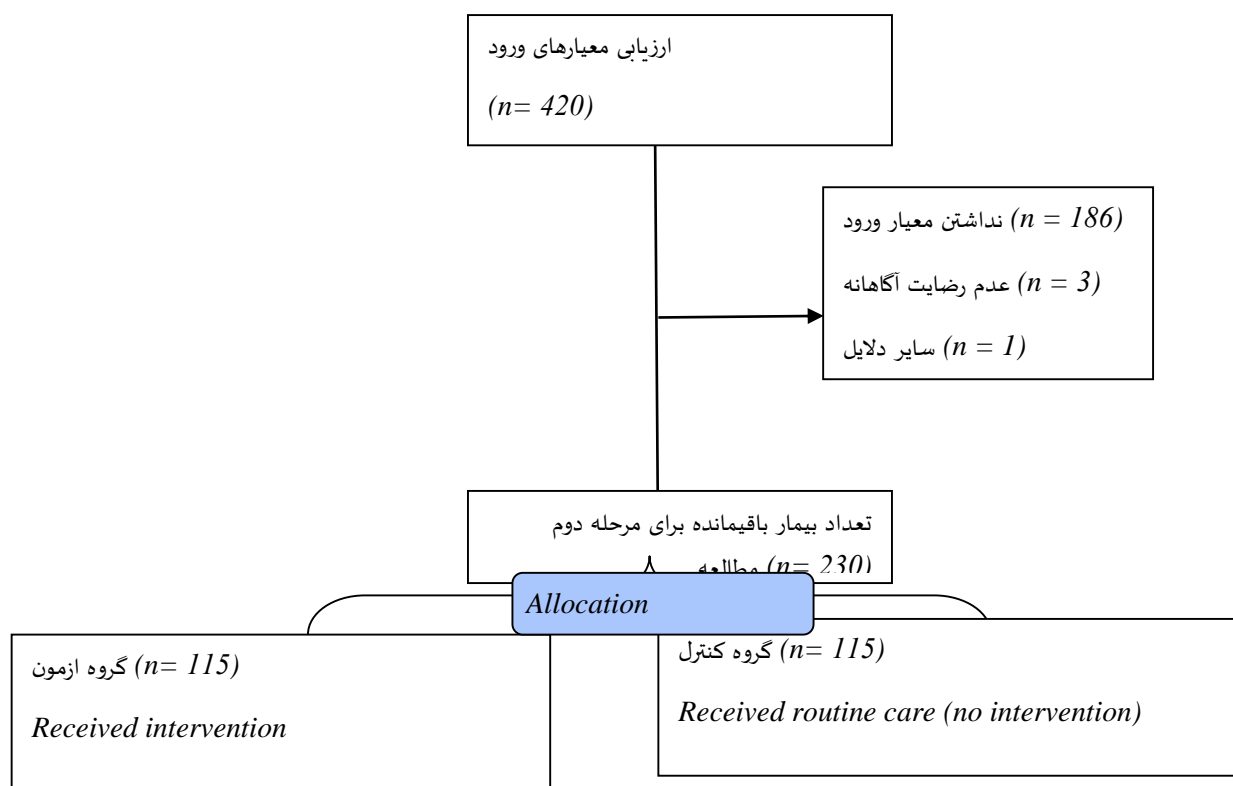 ارزیابی معیارهای ورود
(n= 420)
نداشتن معیار ورود (n = 186)
عدم رضایت آگاهانه (n = 3)
سایر دلایل (n = 1)
تعداد بیمار باقیمانده برای مرحله دوم
مطالعه (n= 230)
Allocation
گروه ازمون (n= 115)
Received intervention
گروه کنترل (n= 115)
Received routine care (no intervention)